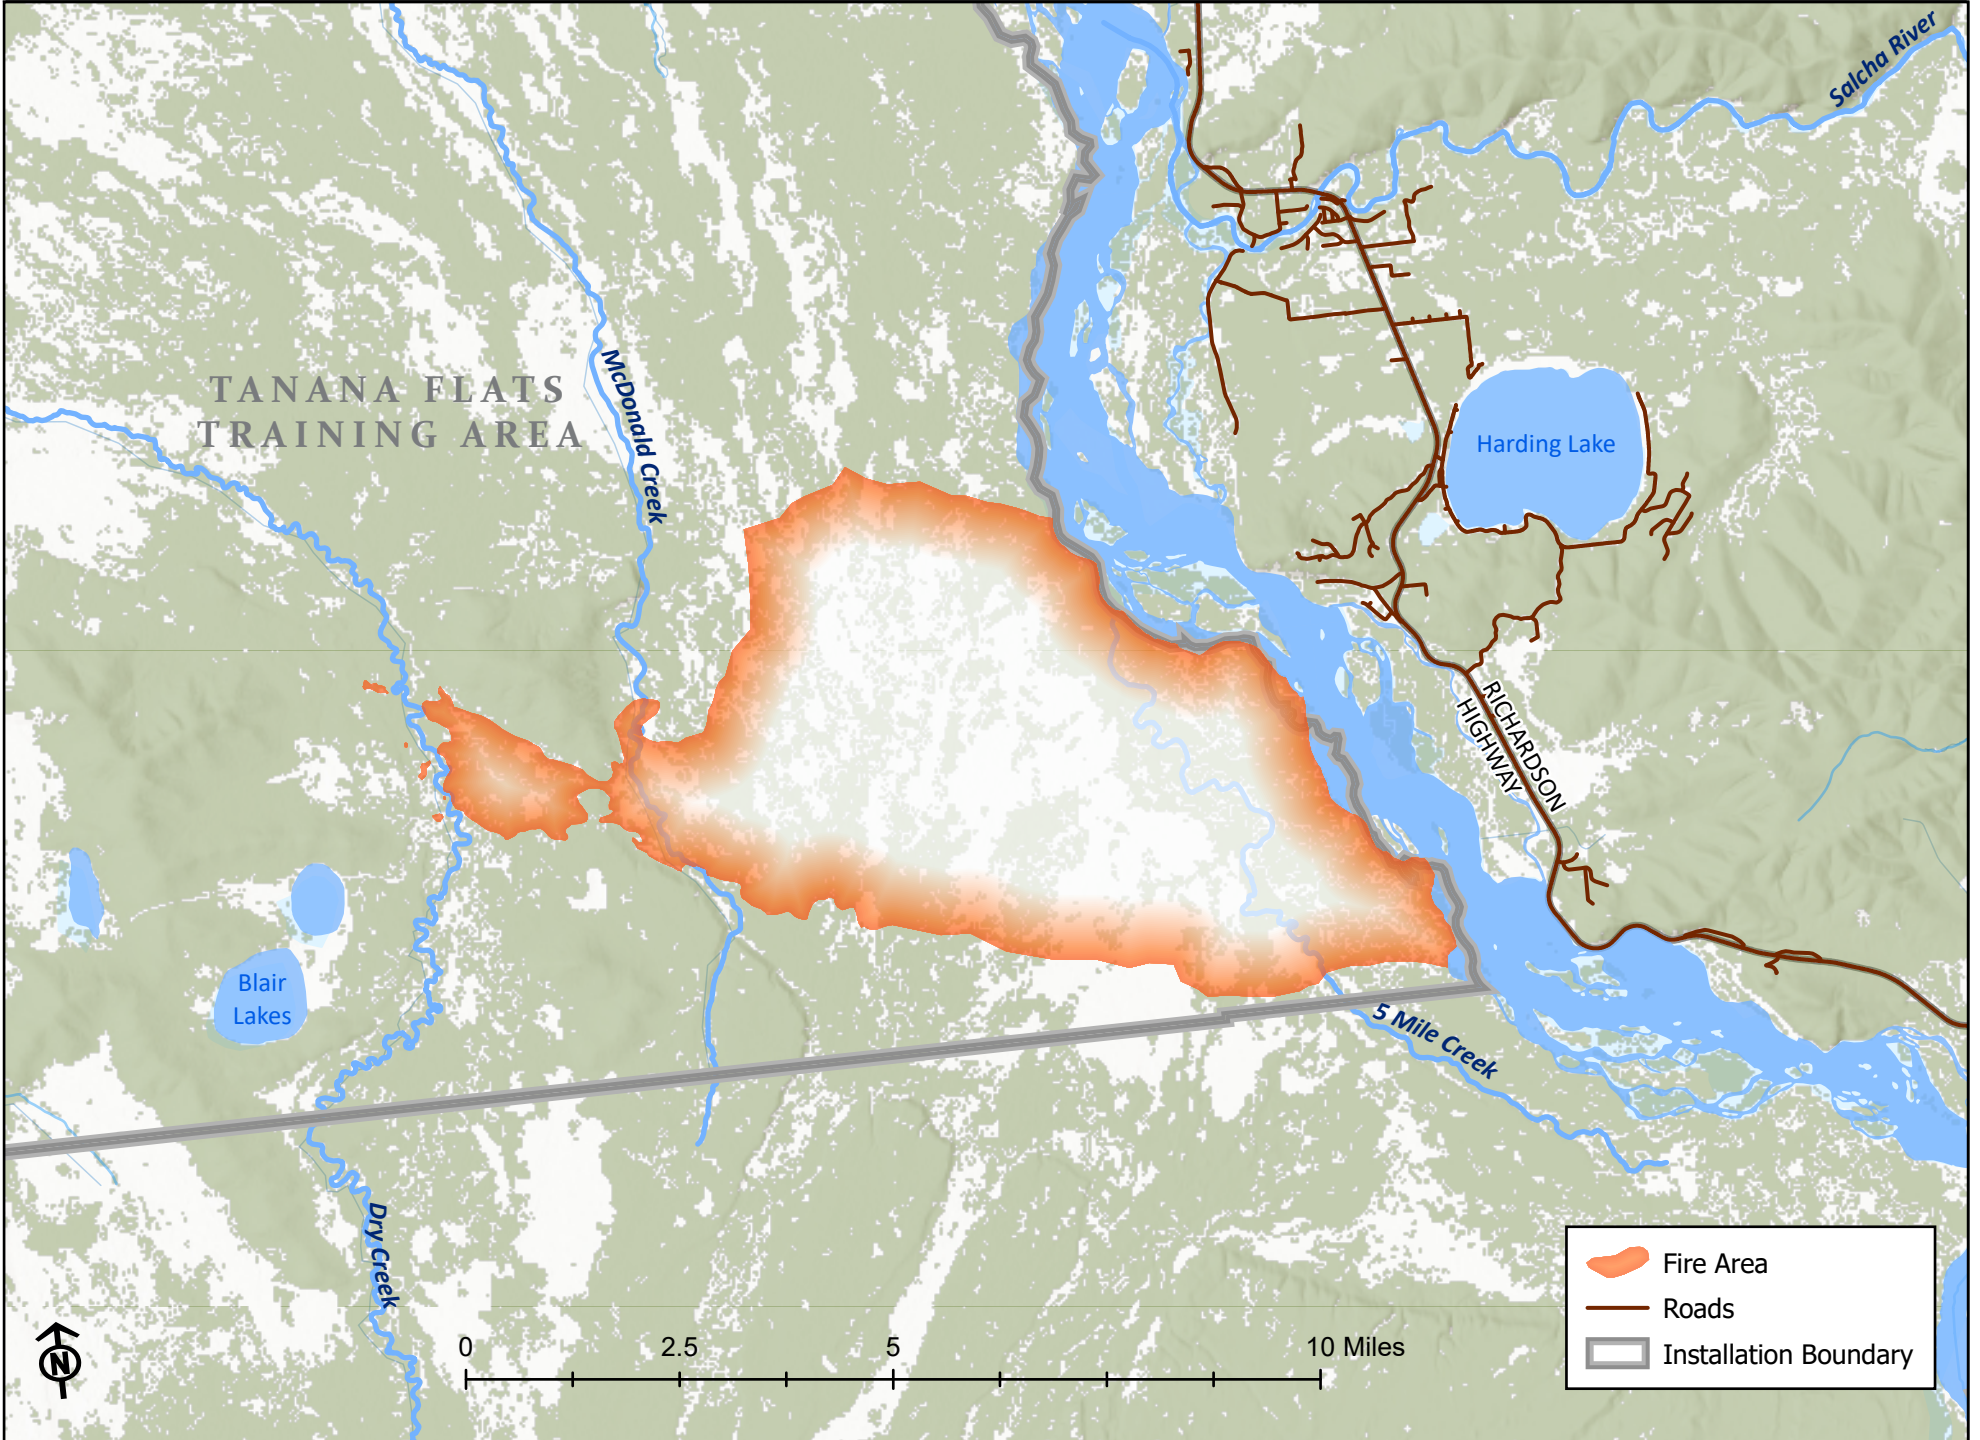 Salcha River
TANANA FLATS
TRAINING AREA
McDonald Creek
Harding Lake
RICHARDSON
HIGHWAY
Blair
Lakes
5 Mile Creek
Dry Creek
N
0 2.5 5 10 Miles
Fire Area
Roads
Installation Boundary